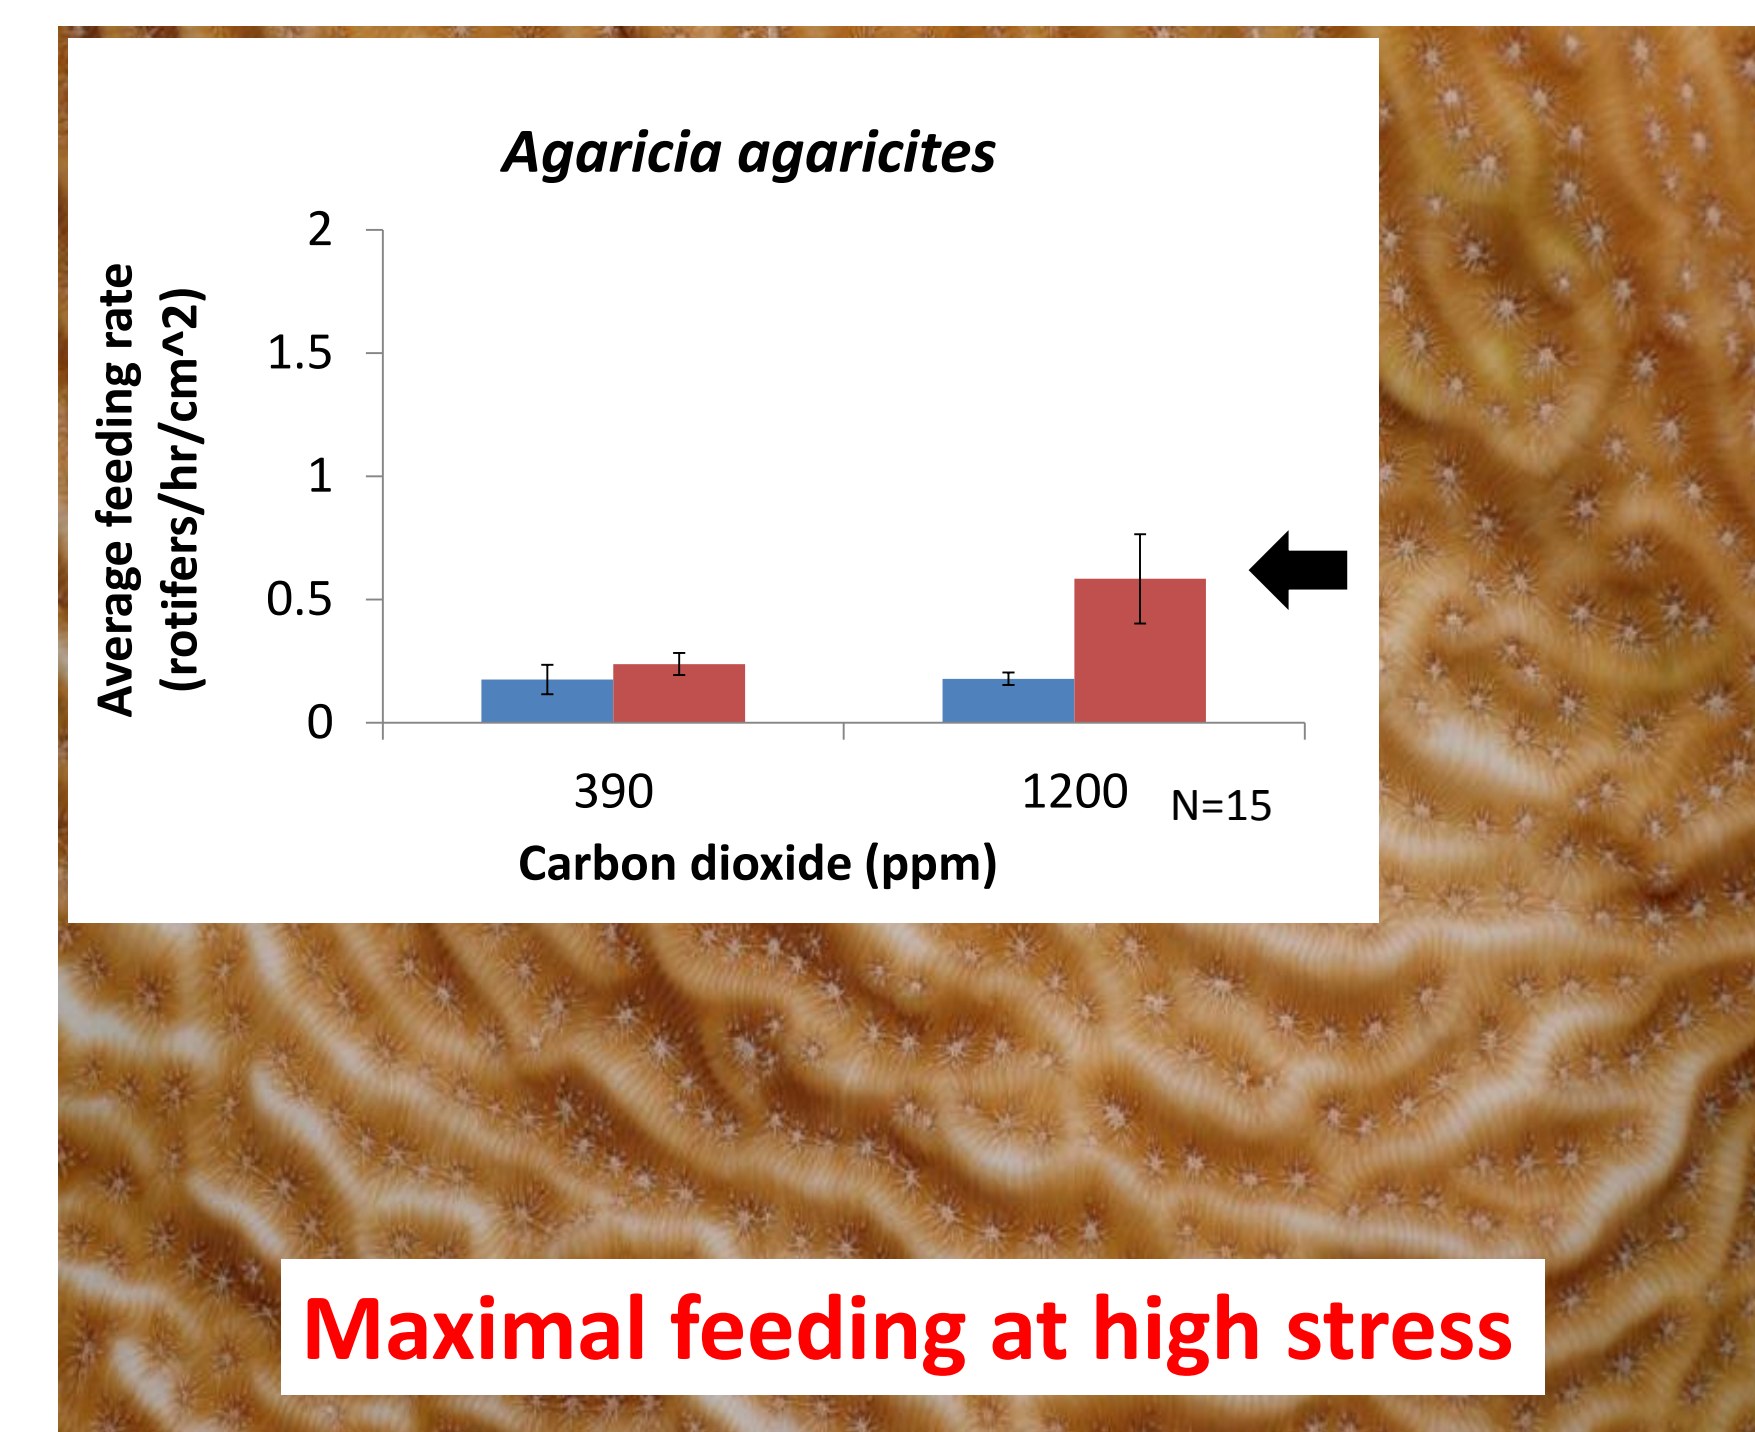 Agaricia agaricites
Average feeding rate
(rotifers/hr/cm^2)
2
1.5
1
0.5
0
390
1200
N=15
Carbon dioxide (ppm)
Maximal feeding at high stress